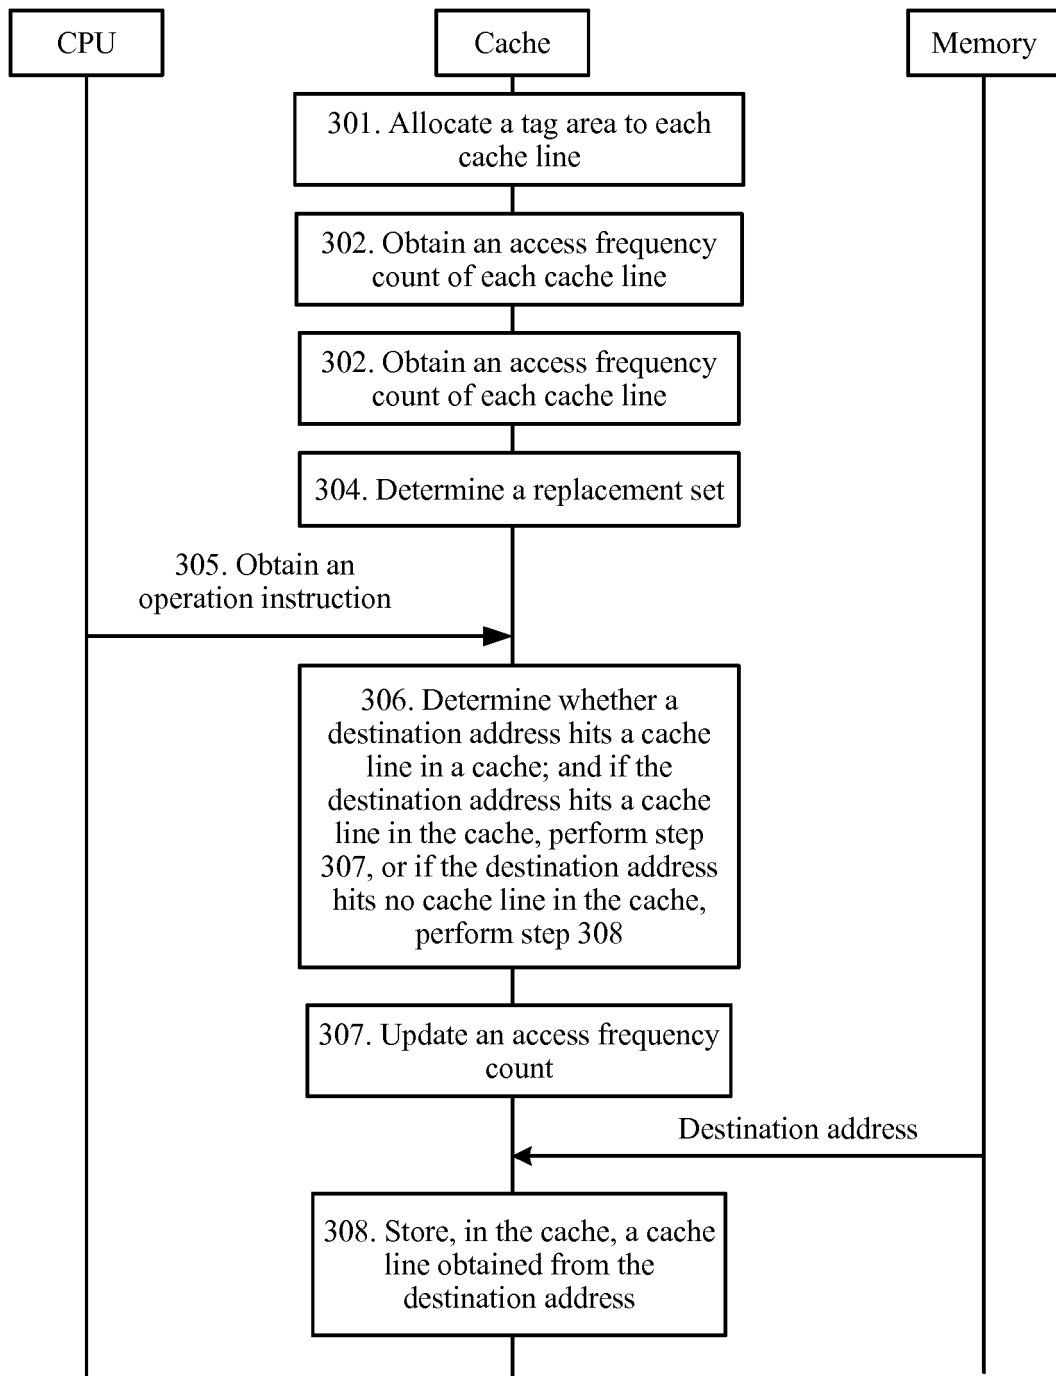 CPU
Cache
Memory
301. Allocate a tag area to each
cache line
302. Obtain an access frequency
count of each cache line
302. Obtain an access frequency
count of each cache line
304. Determine a replacement set
305. Obtain an
operation instruction
306. Determine whether a
destination address hits a cache
line in a cache; and if the
destination address hits a cache
line in the cache, perform step
307, or if the destination address
hits no cache line in the cache,
perform step 308
307. Update an access frequency
count
Destination address
308. Store, in the cache, a cache
line obtained from the
destination address